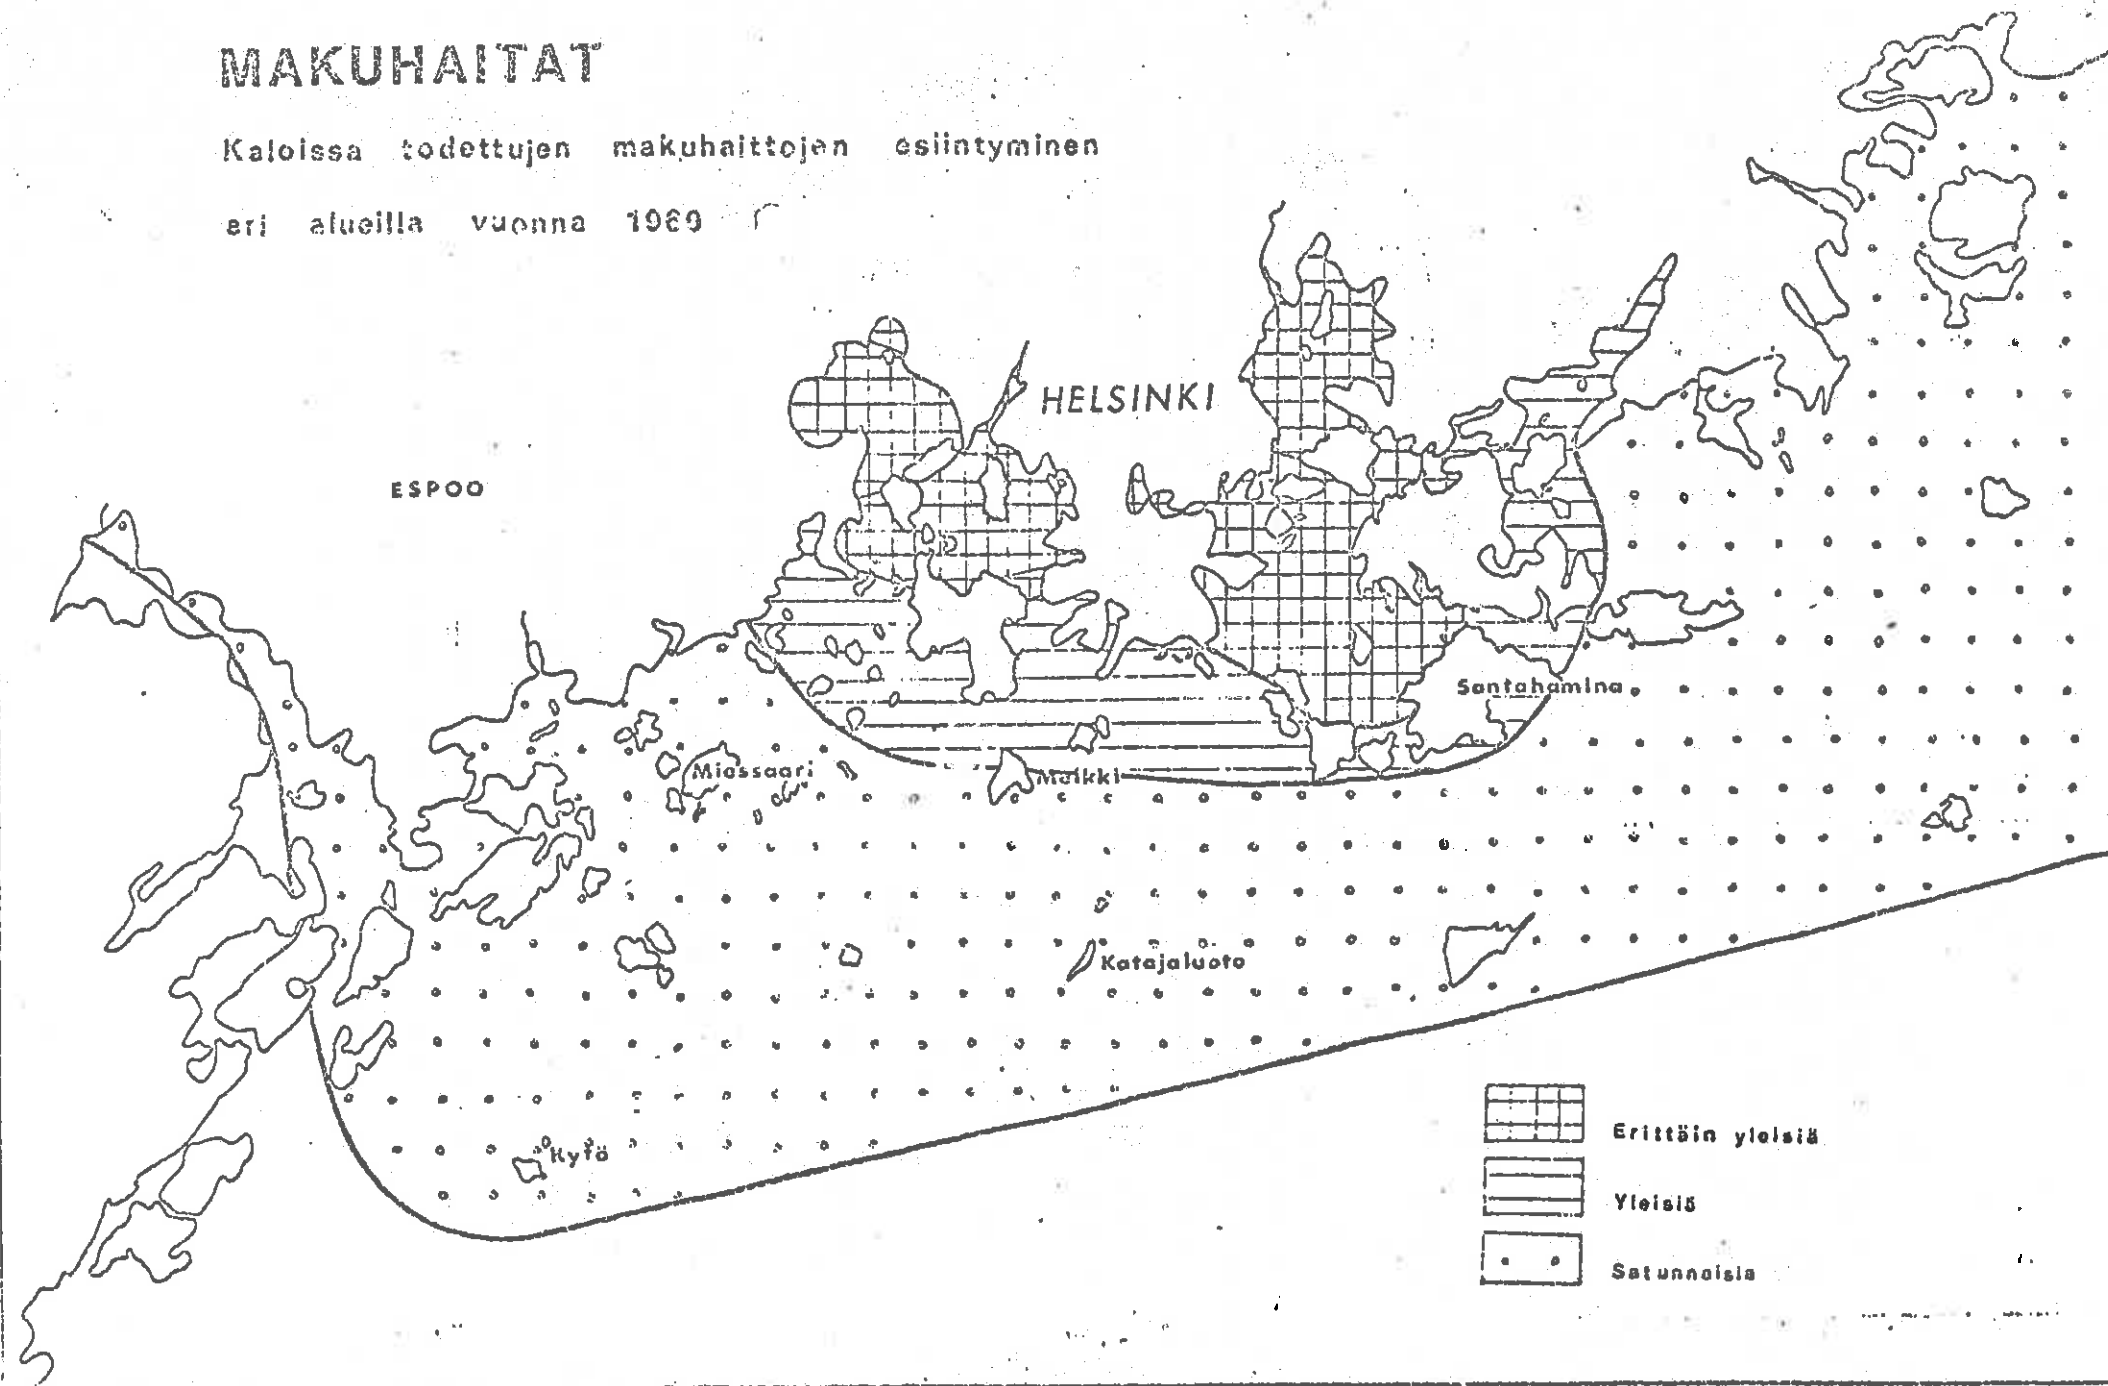 MAKUHAITAT
Kaloissa todettujen makuhaittojen esiintyminen
eri alueilla vuonna 1969
HELSINKI
ESPOO
Santahamina
Miessaari
Melkki
Katajaluoto
Kytö
Erittäin yleisiä
Yleisiä
Satunnaisia